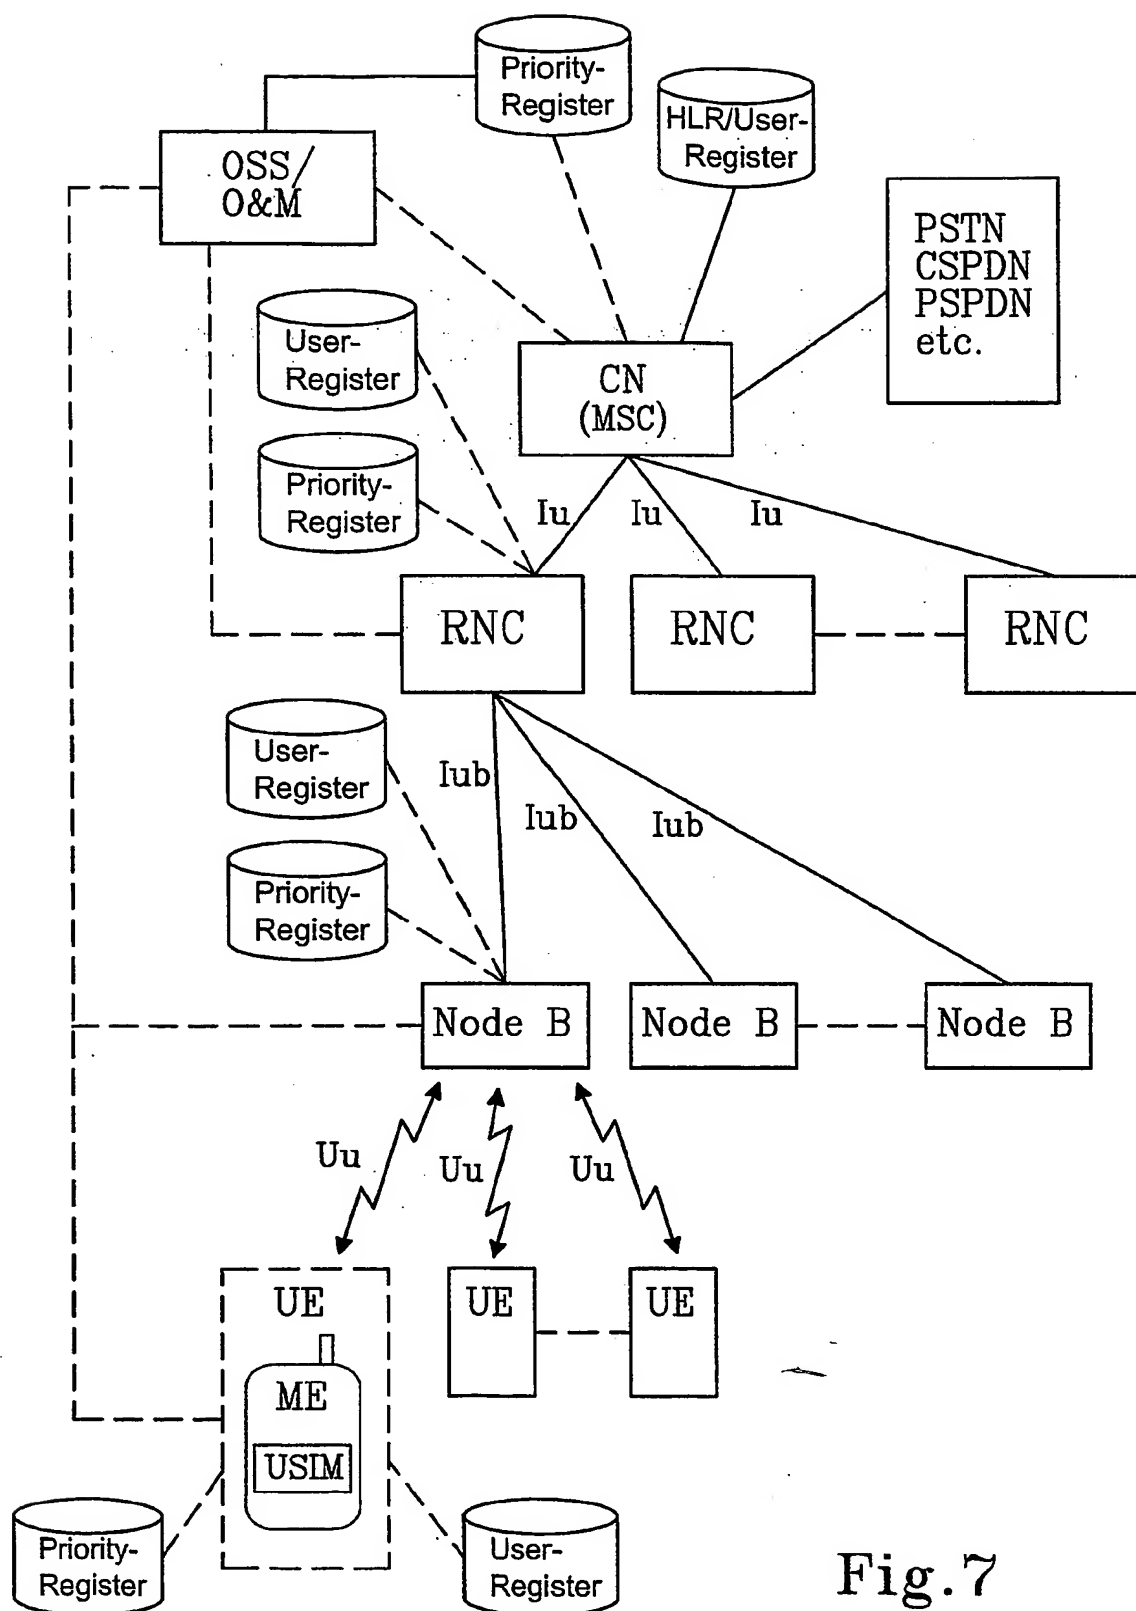 Priority-
Register
HLR/User-
Register
OSS/
O&M
PSTN
CSPDN
PSPDN
etc.
User-
Register
CN
(MSC)
Priority-
Register
Iu
Iu
Iu
RNC
RNC
RNC
User-
Register
Iub
Iub
Iub
Priority-
Register
Node B
Node B
Node B
Uu
Uu
Uu
UE
UE
UE
ME
USIM
Priority-
Register
User-
Register
Fig.7